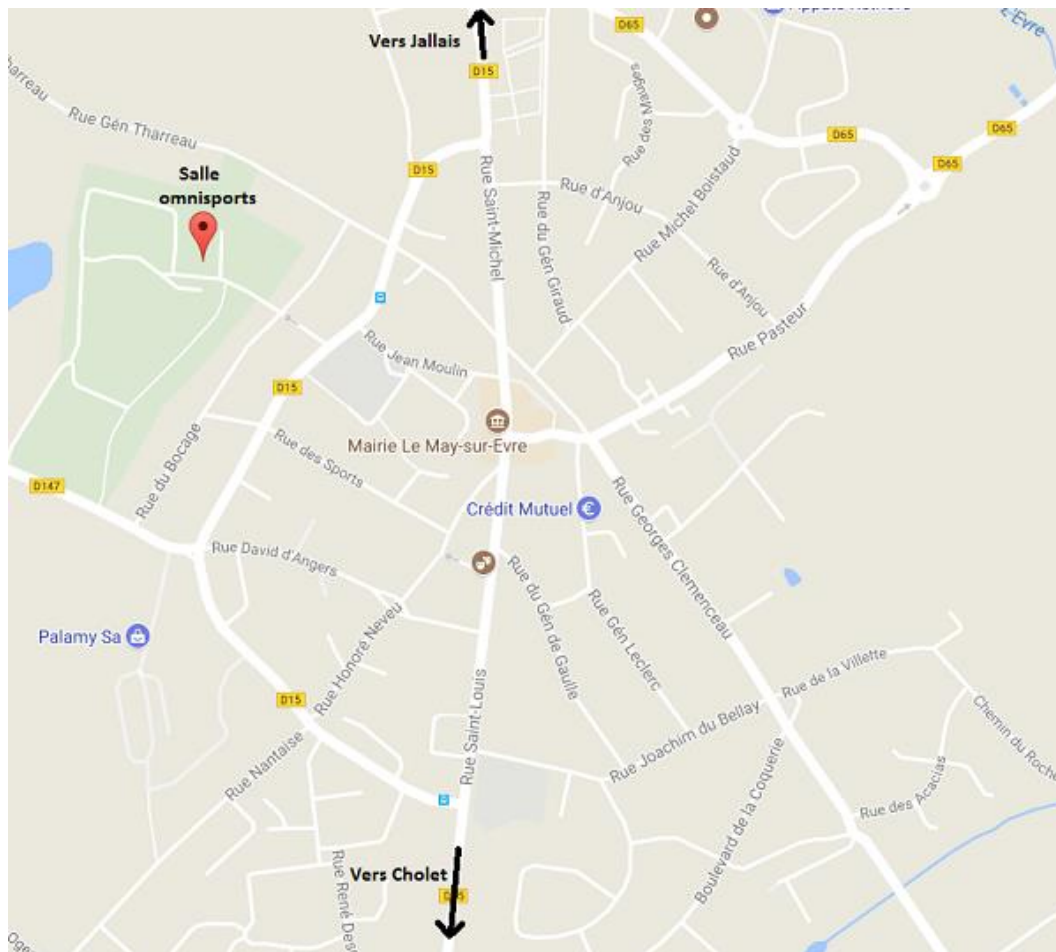 D65
Vers Jallais
l'Evre
D15
Rue Gén Tharreau
Rue des Mauges
D65
D65
D65
D15
Salle
omnisports
Rue Saint-Michel
Rue d'Anjou
Rue Michel Boistaud
Rue du Gén Giraud
Rue d'Anjou
Rue Pasteur
Rue Jean Moulin
D15
Mairie Le May-sur-Evre
Rue des Sports
Rue du Bocage
D147
Crédit Mutuel
Rue Georges Clemenceau
Rue David d'Angers
Rue du Gén de Gaulle
Rue Gén Leclerc
Palamy Sa
Rue Honoré Neveu
Rue de la Villette
D15
Rue Saint-Louis
Rue Joachim du Bellay
Chemin du Roche
Rue Nantaise
Boulevard de la Coquerie
Rue des Acacias
Vers Cholet
Rue René Des